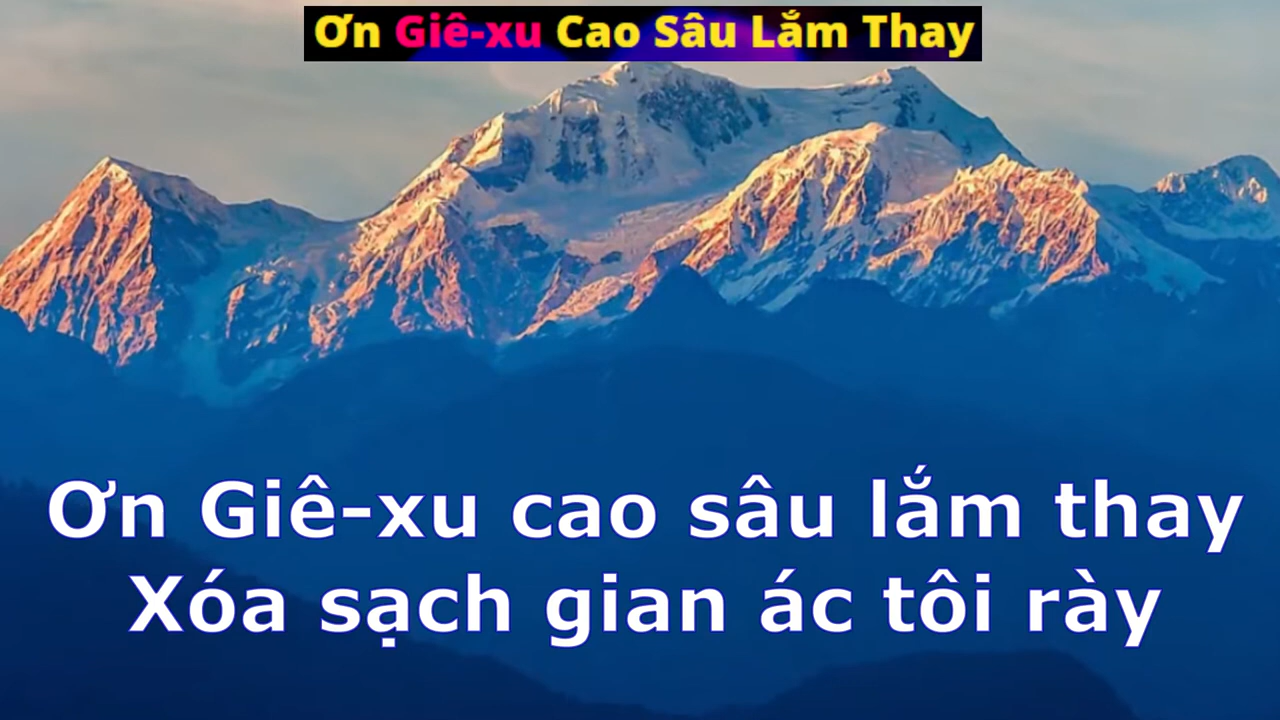 Ơn Giê-xu Cao Sâu Lắm Thay
Ơn Giê-xu cao sâu lắm thay
Xóa sạch gian ác tôi rày